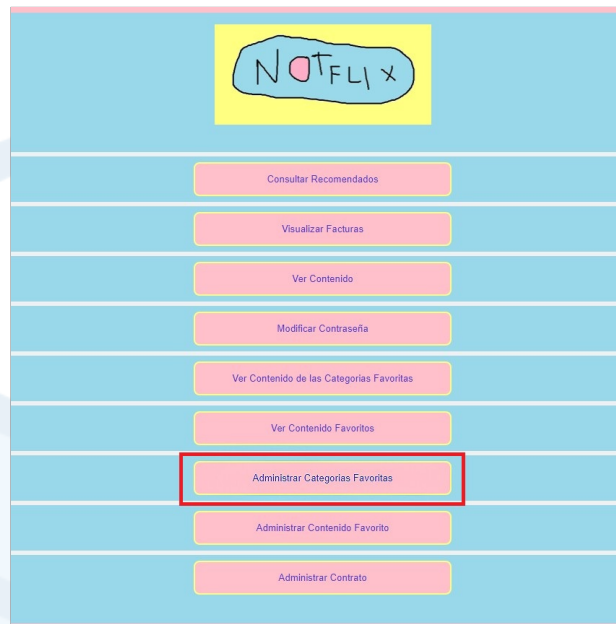 NOTFLIX
Consultar Recomendados
Visualizar Facturas
Ver Contenido
Modificar Contraseña
Ver Contenido de las Categorias Favoritas
Ver Contenido Favoritos
Administrar Categorias Favoritas
Administrar Contenido Favorito
Administrar Contrato